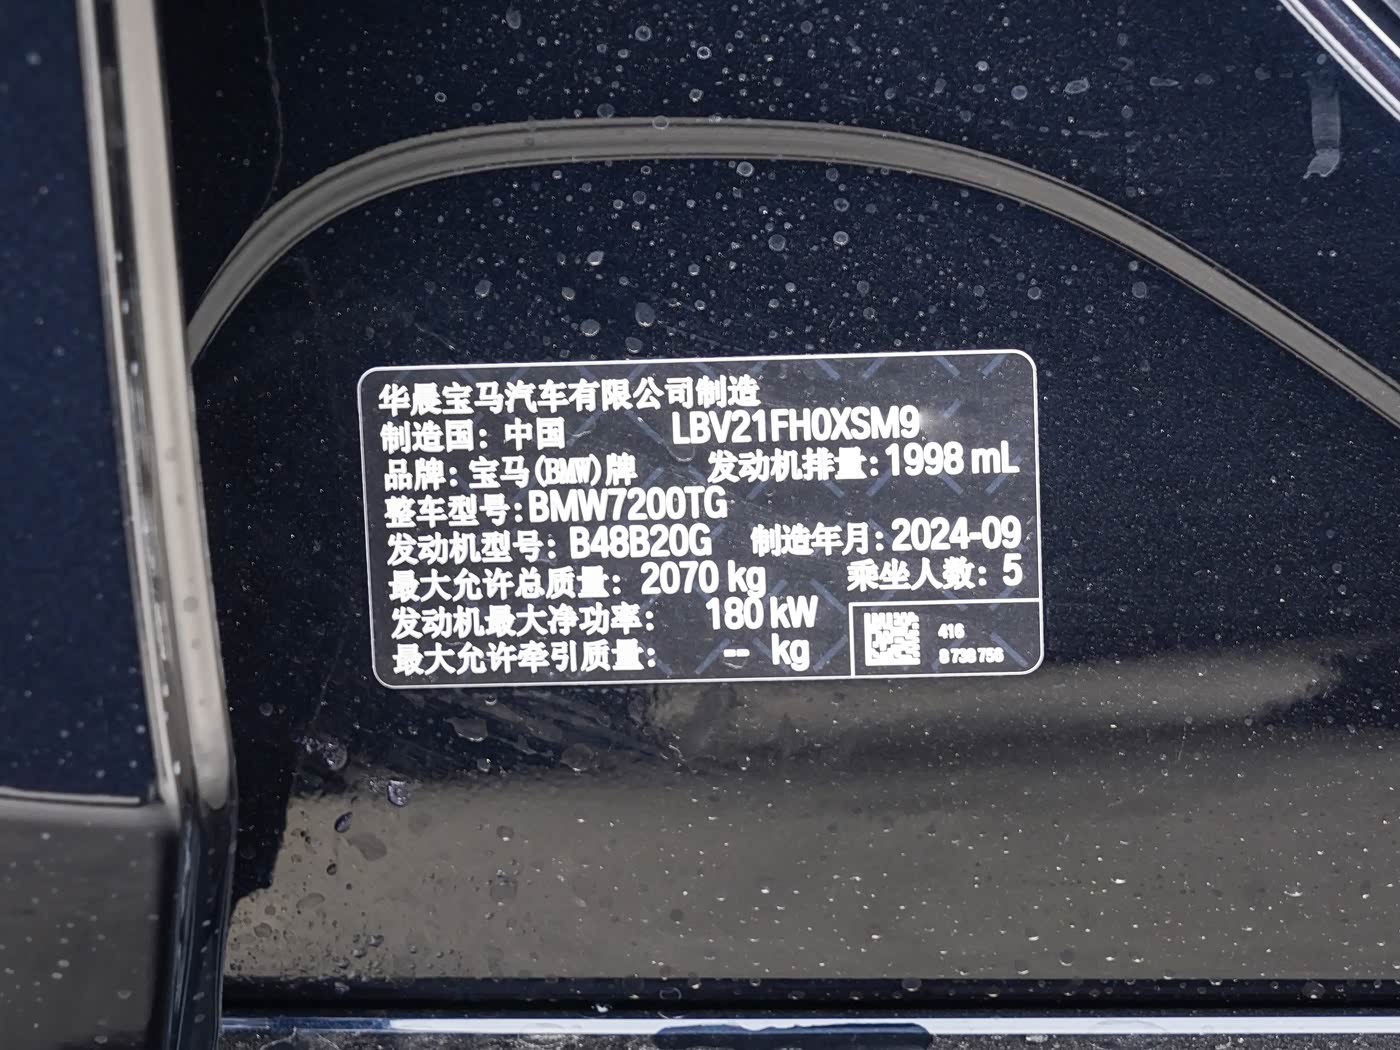 华晨宝马汽车有限公司制造
制造国：中国 LBV21FH0XSM9
品牌：宝马(BMW)牌 发动机排量：1998 mL
整车型号：BMW7200TG
发动机型号：B48B20G 制造年月：2024-09
最大允许总质量：2070 kg 乘坐人数：5
发动机最大净功率：180 kW
最大允许牵引质量：-- kg
416
8 738 756